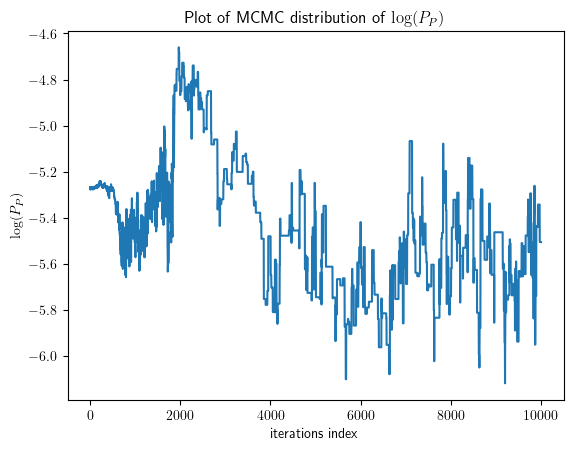 Plot of MCMC distribution of log(P_P)
log(P_P)
−4.6
−4.8
−5.0
−5.2
−5.4
−5.6
−5.8
−6.0
0 2000 4000 6000 8000 10000
iterations index